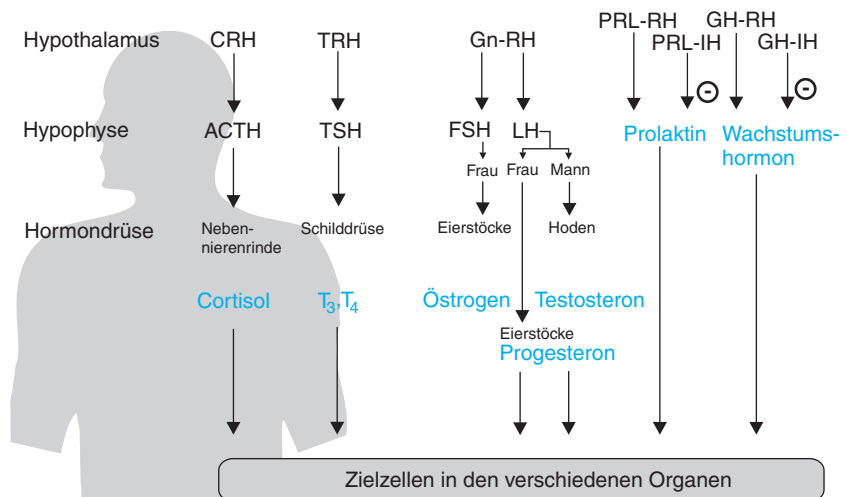 Hypothalamus CRH TRH Gn-RH PRL-RH GH-RH
PRL-IH GH-IH
- -
Hypophyse ACTH TSH FSH LH Prolaktin Wachstums-
hormon
Frau Frau Mann
Hormondrüse Neben-
nierenrinde Schilddrüse Eierstöcke Hoden
Cortisol T3,T4 Östrogen Testosteron
Eierstöcke
Progesteron
Zielzellen in den verschiedenen Organen